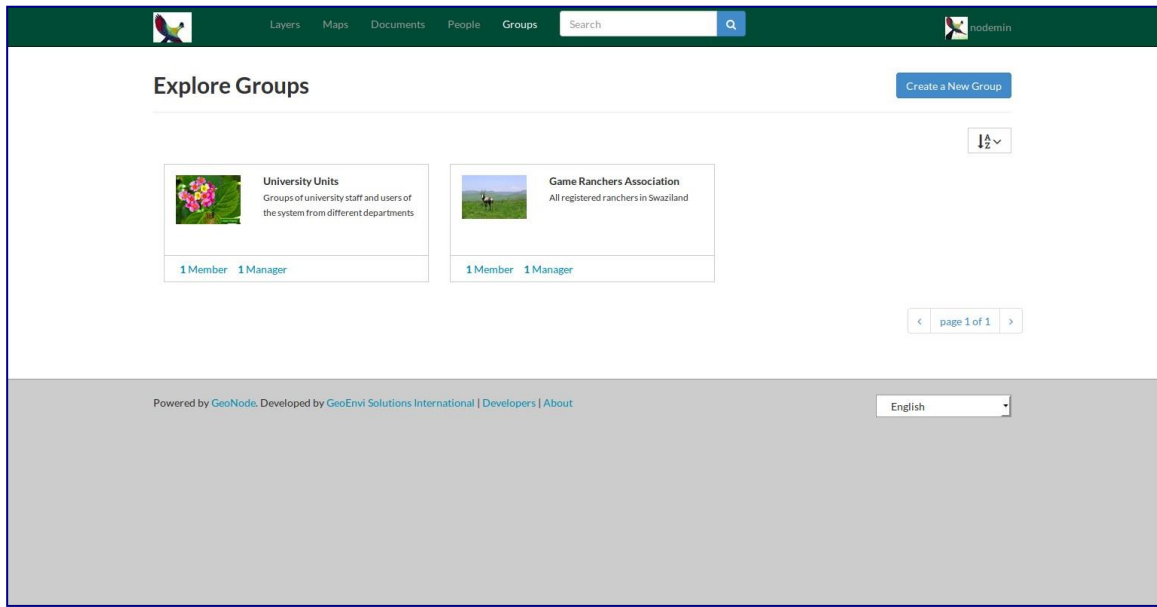 Layers Maps Documents People Groups Search nodemin
Explore Groups
Create a New Group
A
Z
University Units
Groups of university staff and users of
the system from different departments
1 Member 1 Manager
Game Ranchers Association
All registered ranchers in Swaziland
1 Member 1 Manager
< page 1 of 1 >
Powered by GeoNode. Developed by GeoEnvi Solutions International | Developers | About
English